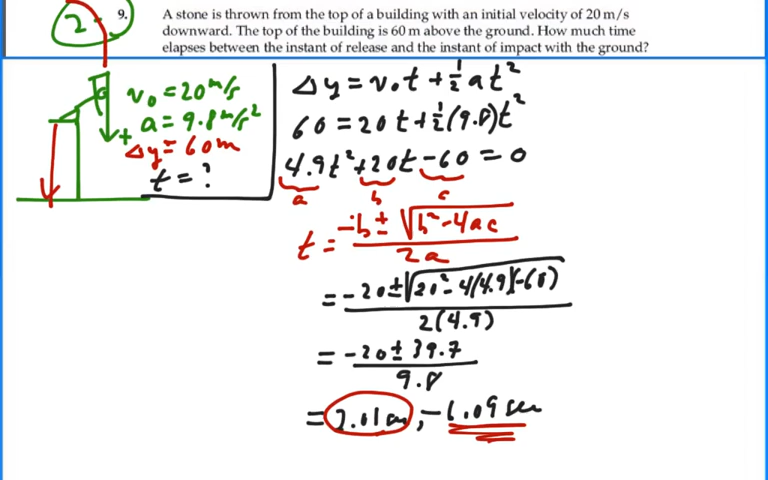 2
9. A stone is thrown from the top of a building with an initial velocity of 20 m/s
downward. The top of the building is 60 m above the ground. How much time
elapses between the instant of release and the instant of impact with the ground?
v₀ = 20 m/s
a = 9.8 m/s²
+
Δy = 60 m
t = ?
Δy = v₀t + ½at²
60 = 20t + ½(9.8)t²
4.9t² + 20t - 60 = 0
a b c
t = -b ± √b² - 4ac / 2a
= -20 ± √20² - 4(4.9)(-60) / 2(4.9)
= -20 ± 39.7 / 9.8
= 2.01 , -6.09 sec